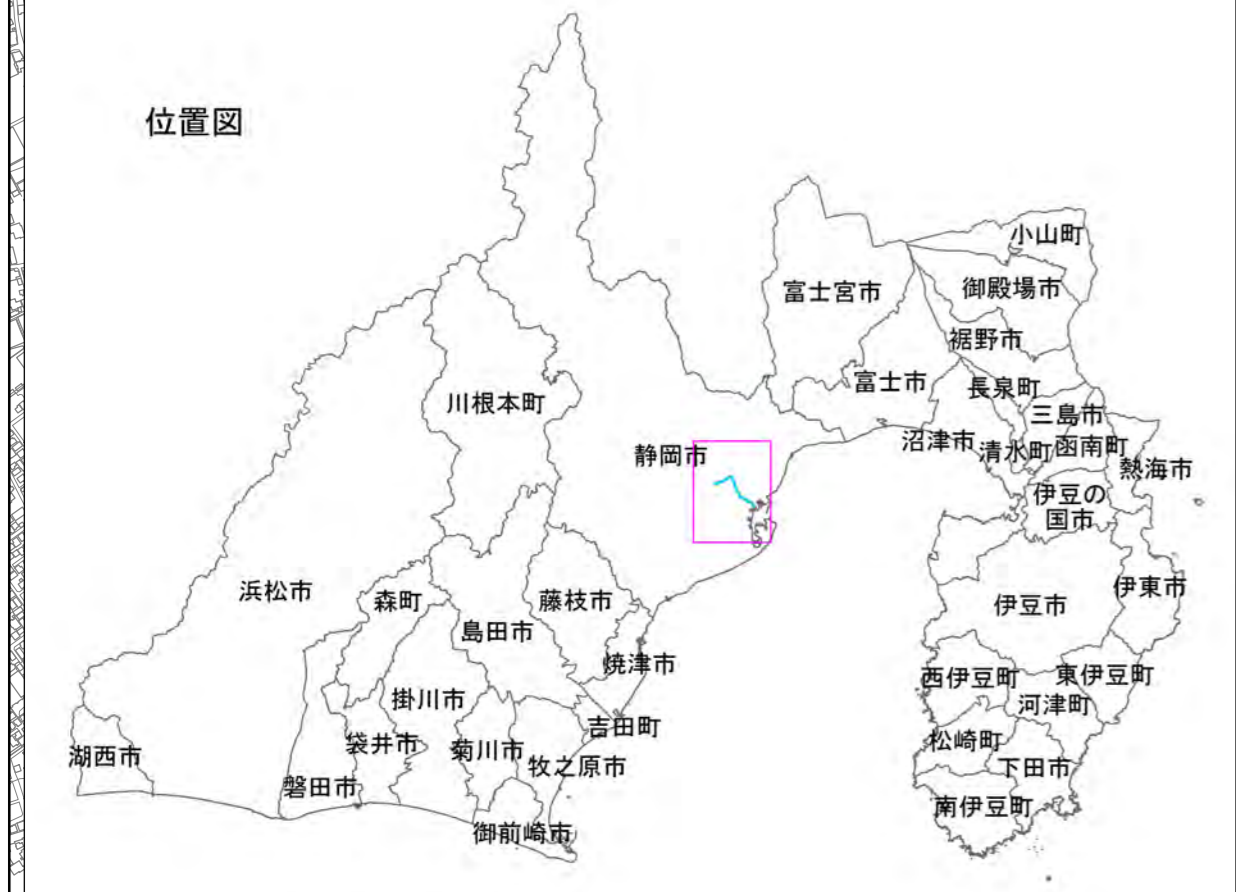 位置図
小山町
御殿場市
富士宮市
裾野市
富士市
長泉町
川根本町
三島市
沼津市
清水町
函南町
静岡市
熱海市
伊豆の
国市
浜松市
森町
藤枝市
伊豆市
伊東市
島田市
焼津市
西伊豆町
東伊豆町
掛川市
河津町
吉田町
袋井市
菊川市
松崎町
湖西市
牧之原市
下田市
磐田市
南伊豆町
御前崎市